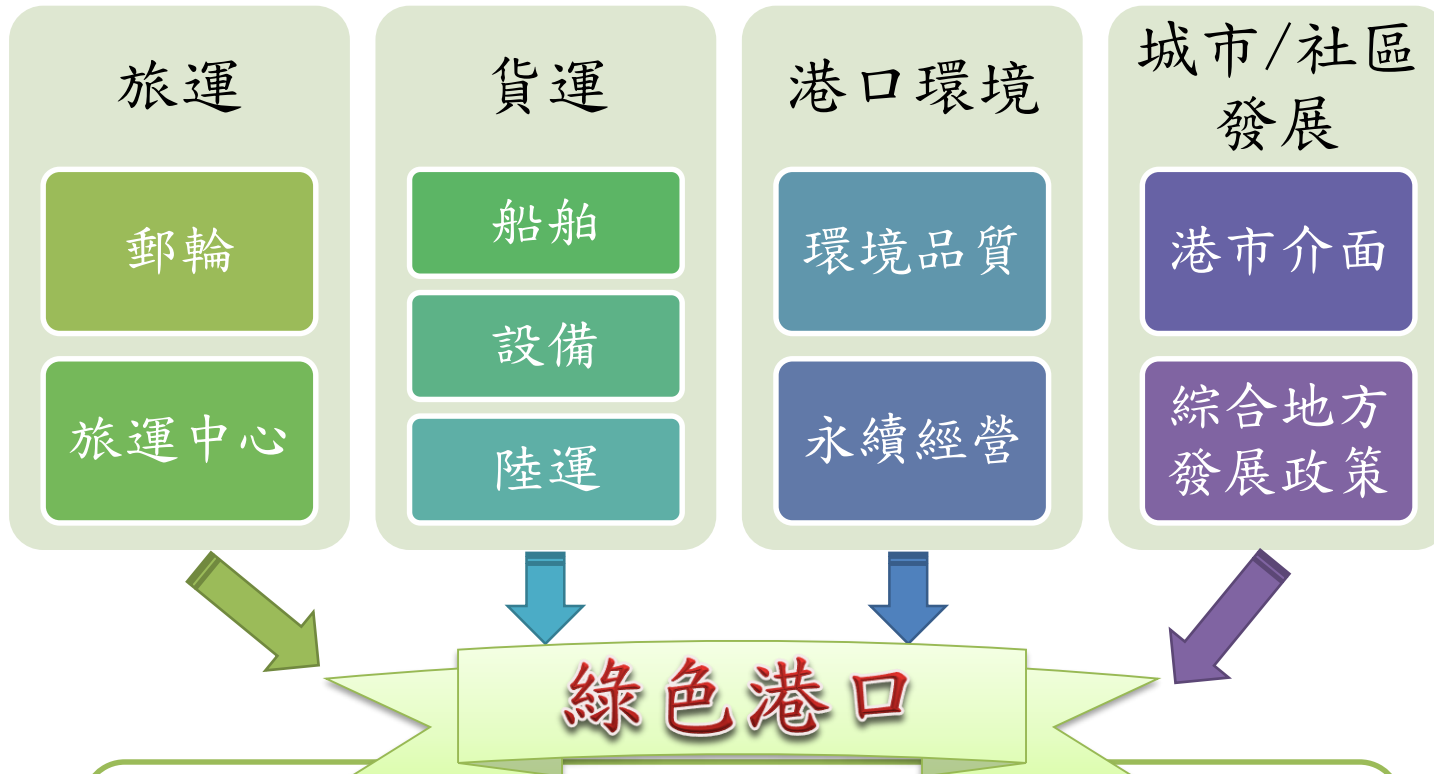 旅運
郵輪
旅運中心
貨運
船舶
設備
陸運
港口環境
環境品質
永續經營
城市/社區
發展
港市介面
綜合地方
發展政策
綠色港口